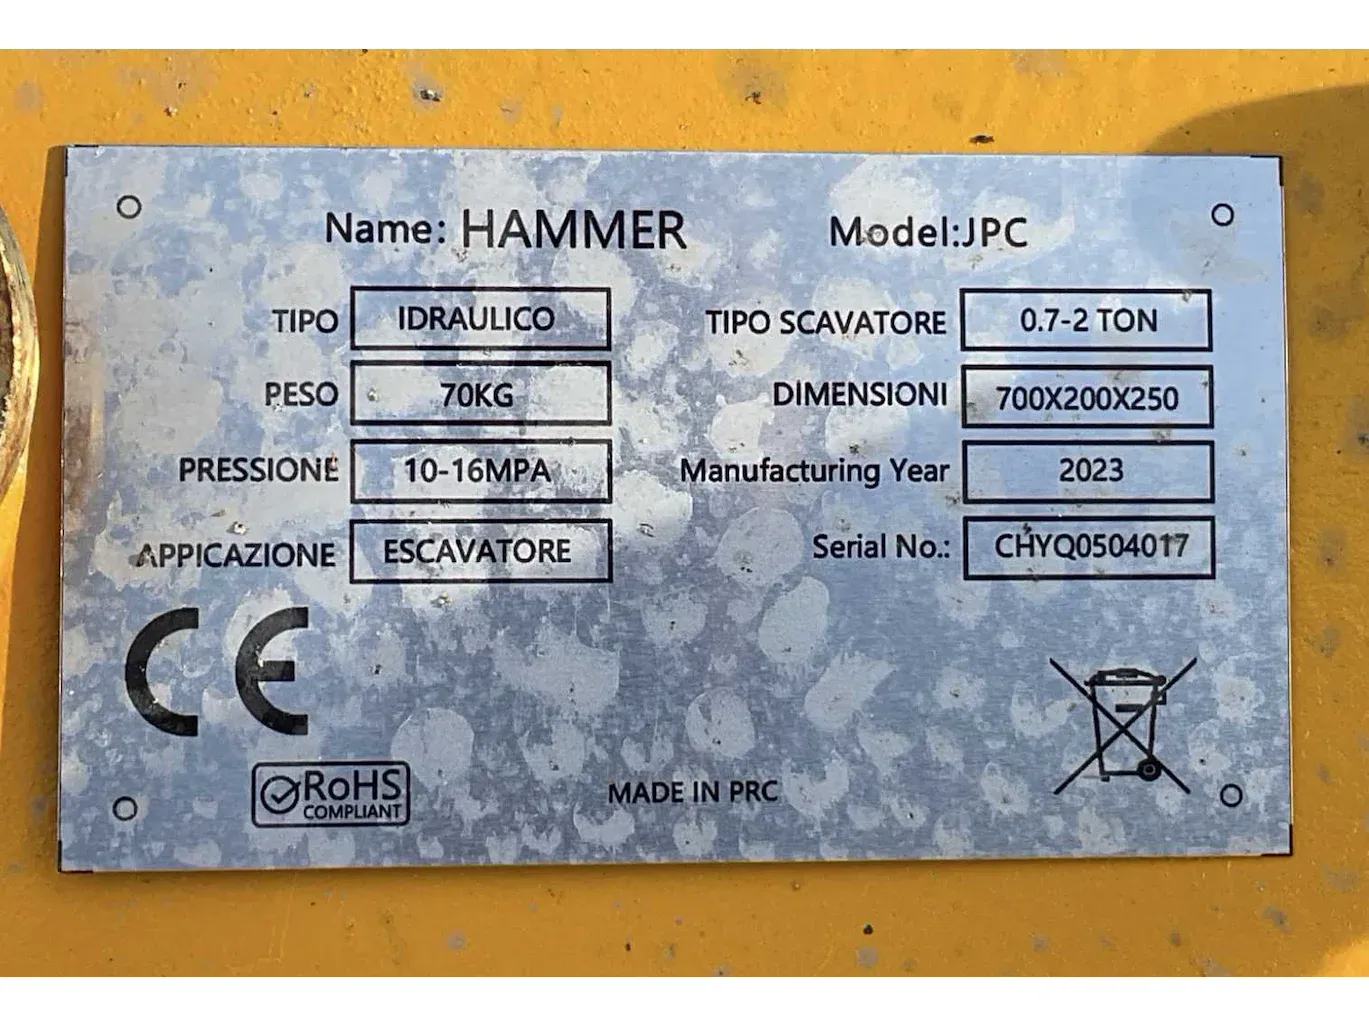 Name: HAMMER
Model:JPC
TIPO IDRAULICO
TIPO SCAVATORE 0.7-2 TON
PESO 70KG
DIMENSIONI 700X200X250
PRESSIONE 10-16MPA
Manufacturing Year 2023
APPICAZIONE ESCAVATORE
Serial No.: CHYQ0504017
CE
RoHS
COMPLIANT
MADE IN PRC